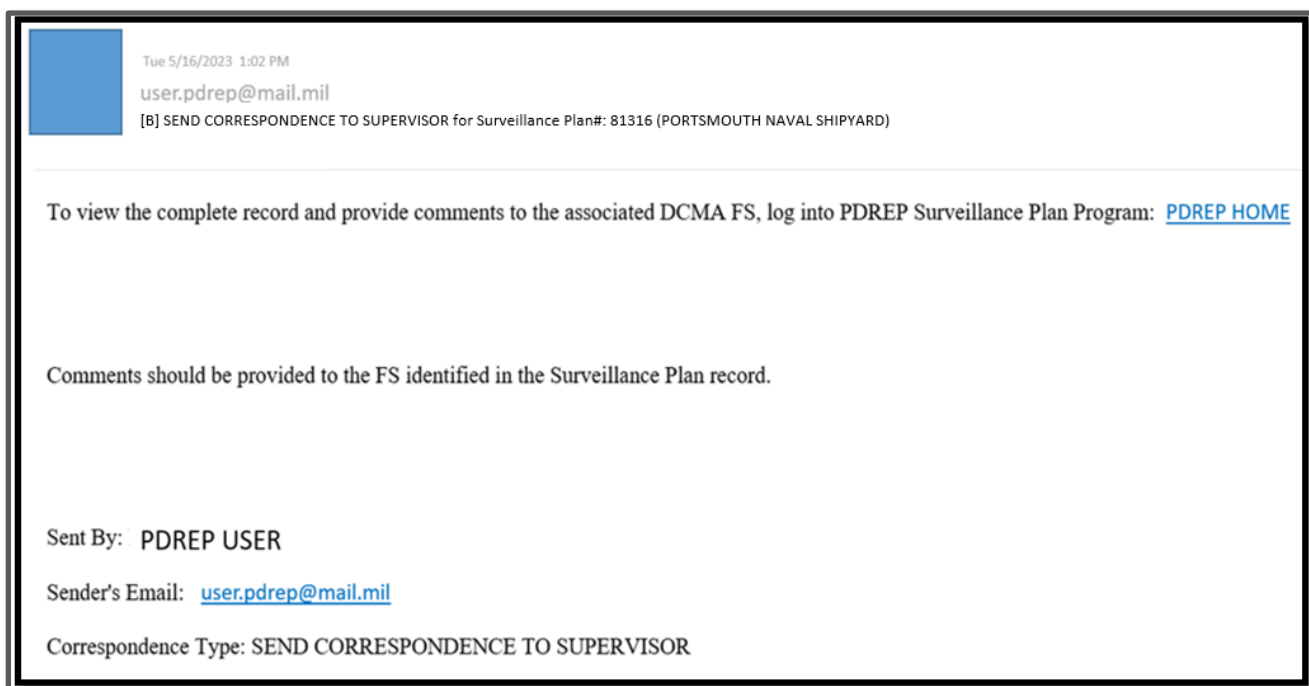 Tue 5/16/2023 1:02 PM
user.pdrep@mail.mil
[B] SEND CORRESPONDENCE TO SUPERVISOR for Surveillance Plan#: 81316 (PORTSMOUTH NAVAL SHIPYARD)
To view the complete record and provide comments to the associated DCMA FS, log into PDREP Surveillance Plan Program: PDREP HOME
Comments should be provided to the FS identified in the Surveillance Plan record.
Sent By: PDREP USER
Sender's Email: user.pdrep@mail.mil
Correspondence Type: SEND CORRESPONDENCE TO SUPERVISOR